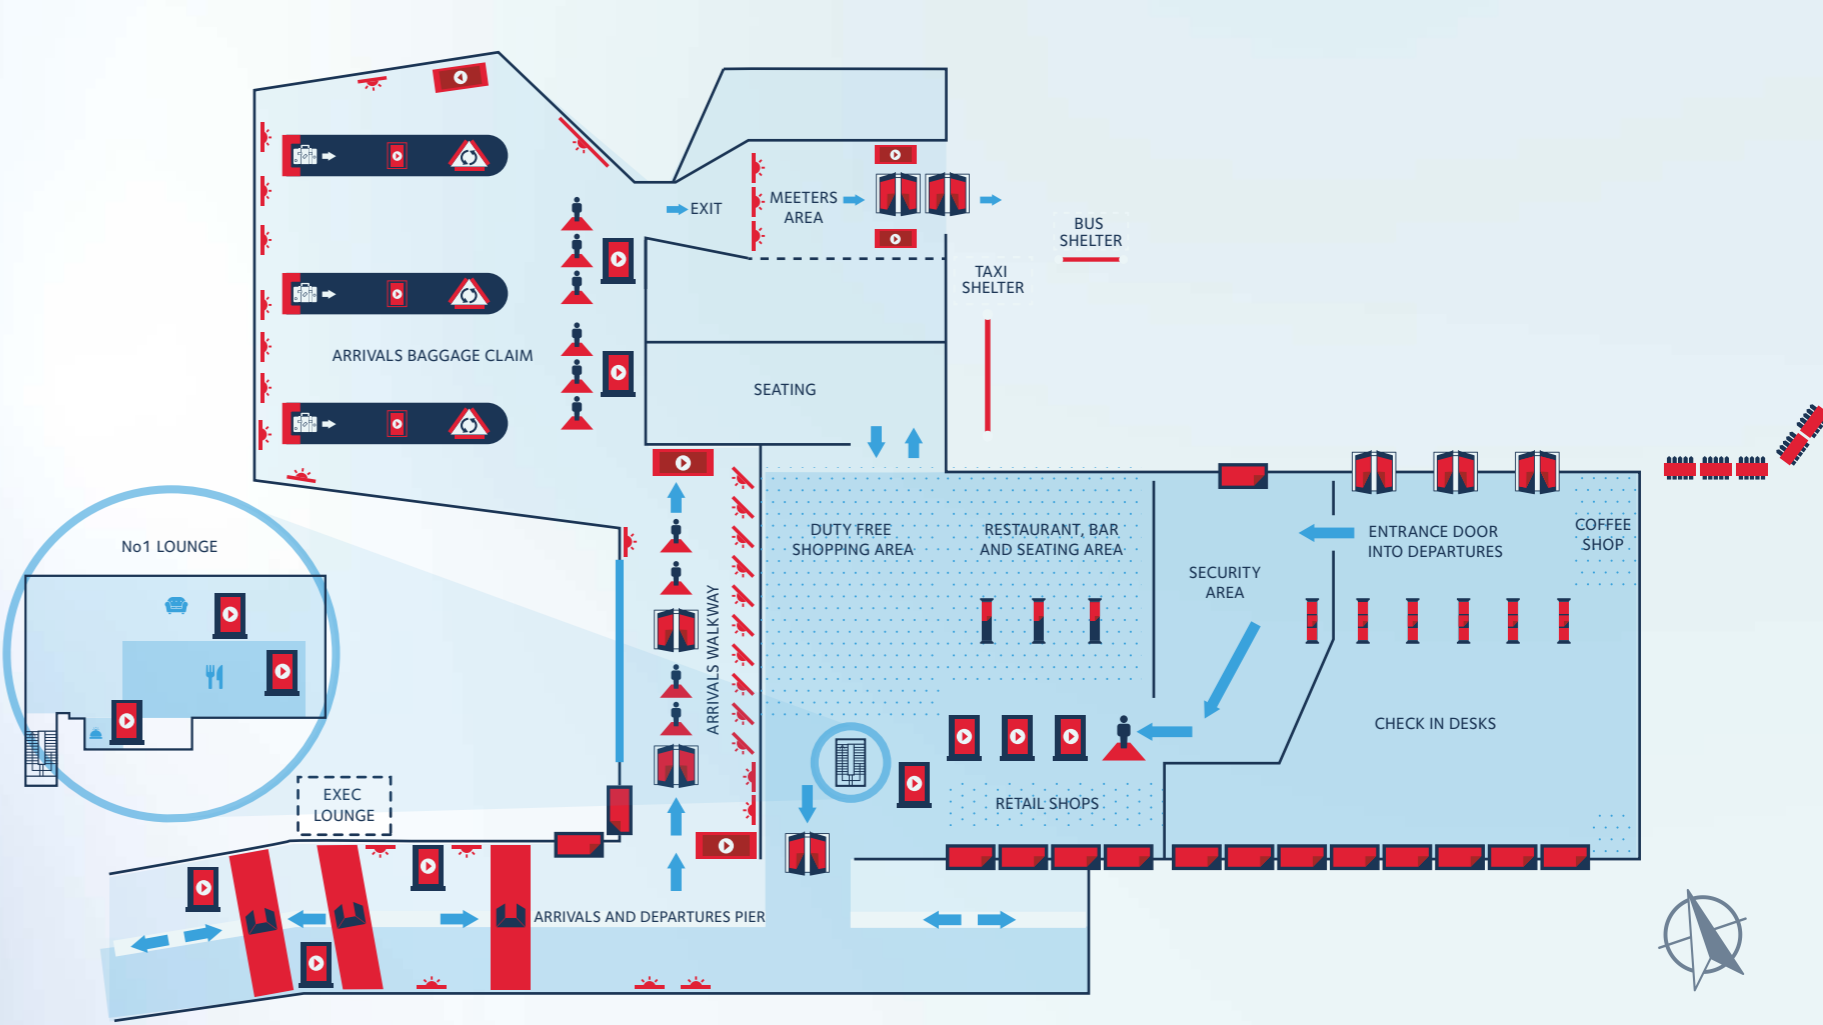 EXIT
MEETERS
AREA
BUS
SHELTER
TAXI
SHELTER
ARRIVALS BAGGAGE CLAIM
SEATING
No1 LOUNGE
DUTY FREE
SHOPPING AREA
RESTAURANT, BAR
AND SEATING AREA
ENTRANCE DOOR
INTO DEPARTURES
COFFEE
SHOP
SECURITY
AREA
ARRIVALS WALKWAY
CHECK IN DESKS
EXEC
LOUNGE
RETAIL SHOPS
ARRIVALS AND DEPARTURES PIER